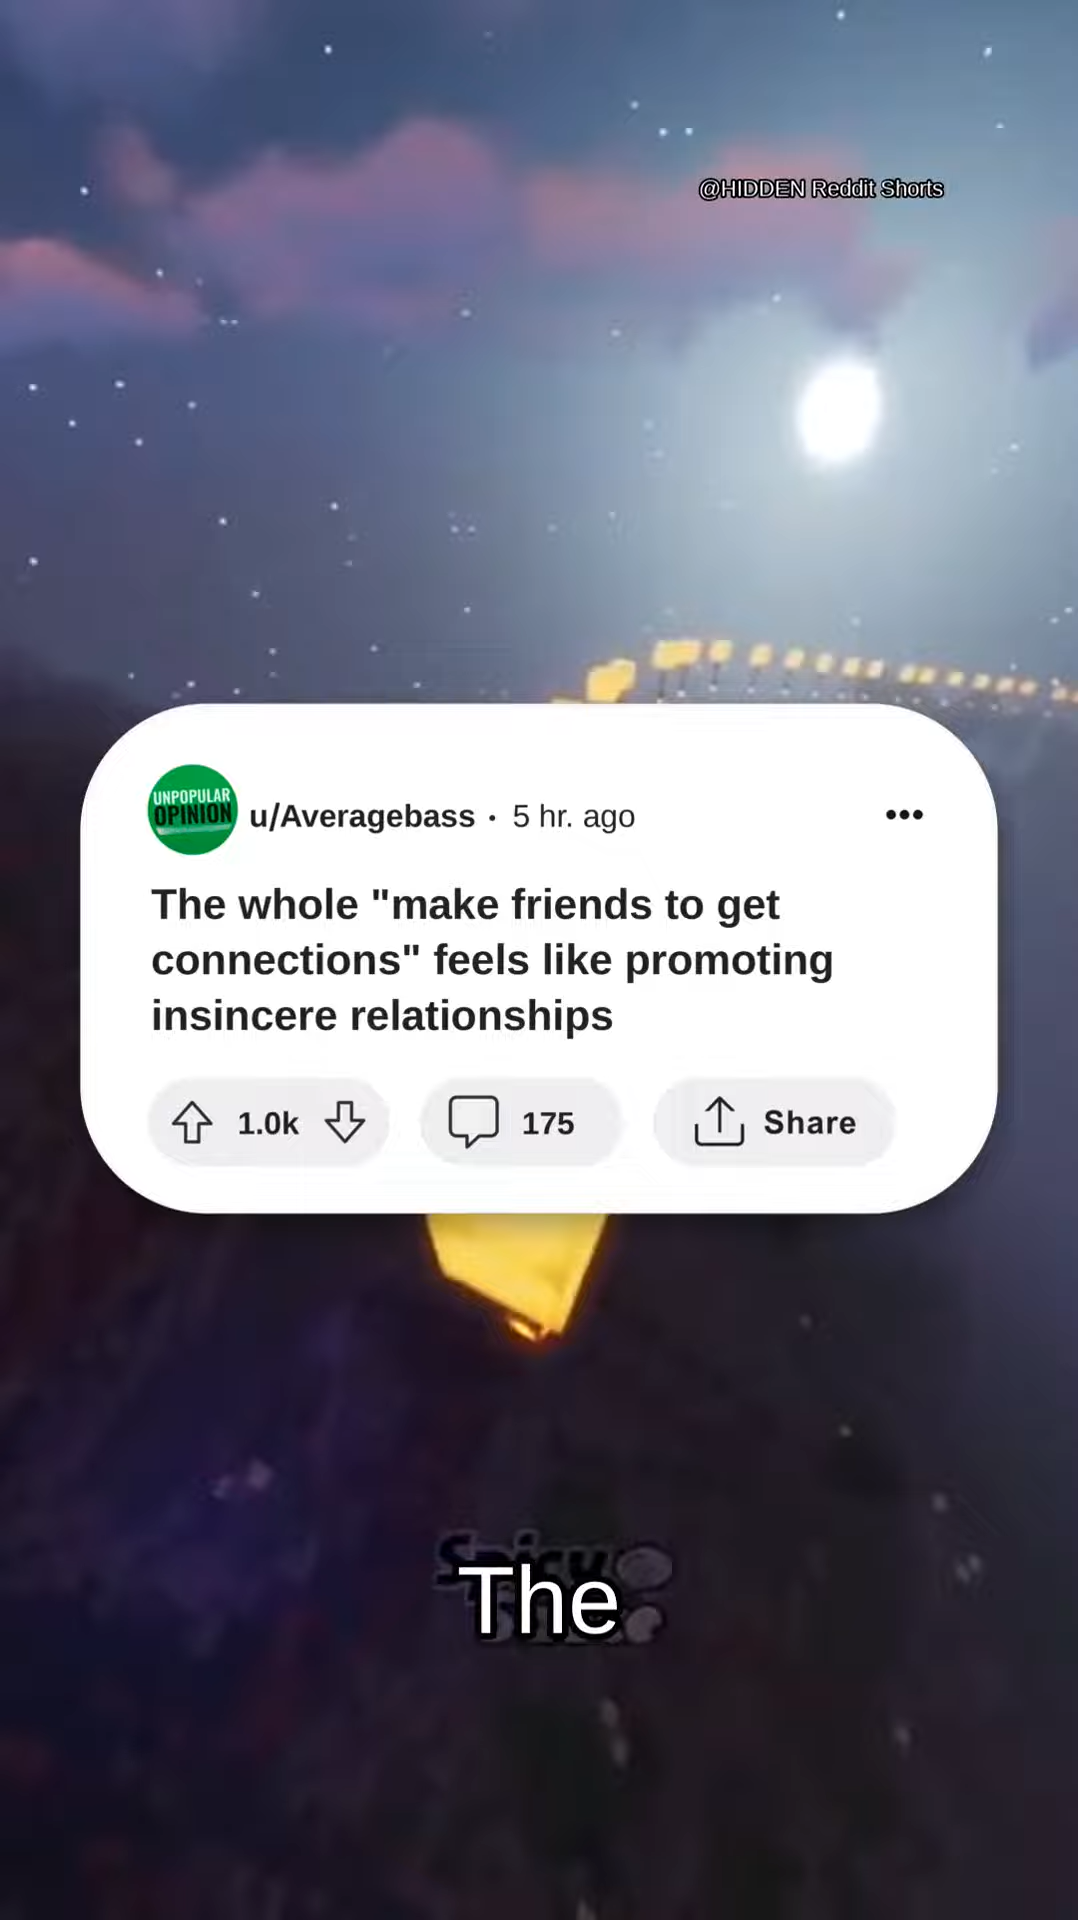 @HIDDEN Reddit Shorts
UNPOPULAR
OPINION
u/Averagebass • 5 hr. ago
The whole "make friends to get
connections" feels like promoting
insincere relationships
1.0k
175
Share
Spicy
The